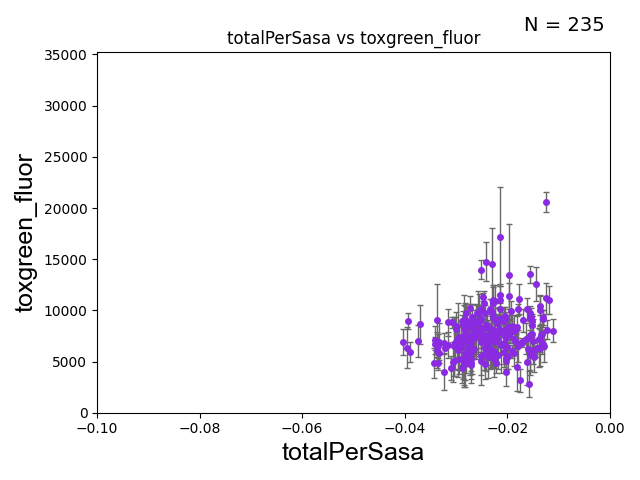 N = 235
totalPerSasa vs toxgreen_fluor
35000
30000
25000
20000
15000
10000
5000
0
toxgreen_fluor
−0.10 −0.08 −0.06 −0.04 −0.02 0.00
totalPerSasa